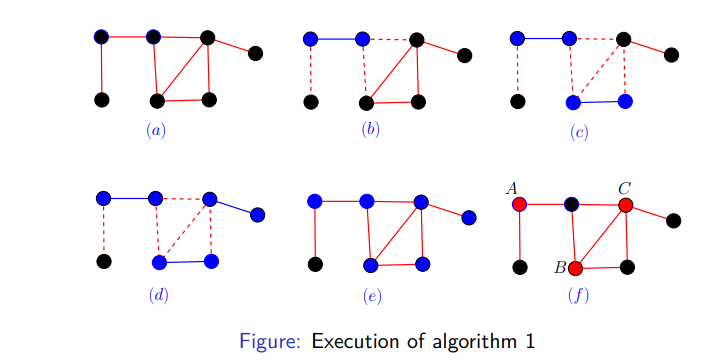 (a)
(b)
(c)
A
C
B
(d)
(e)
(f)
Figure: Execution of algorithm 1